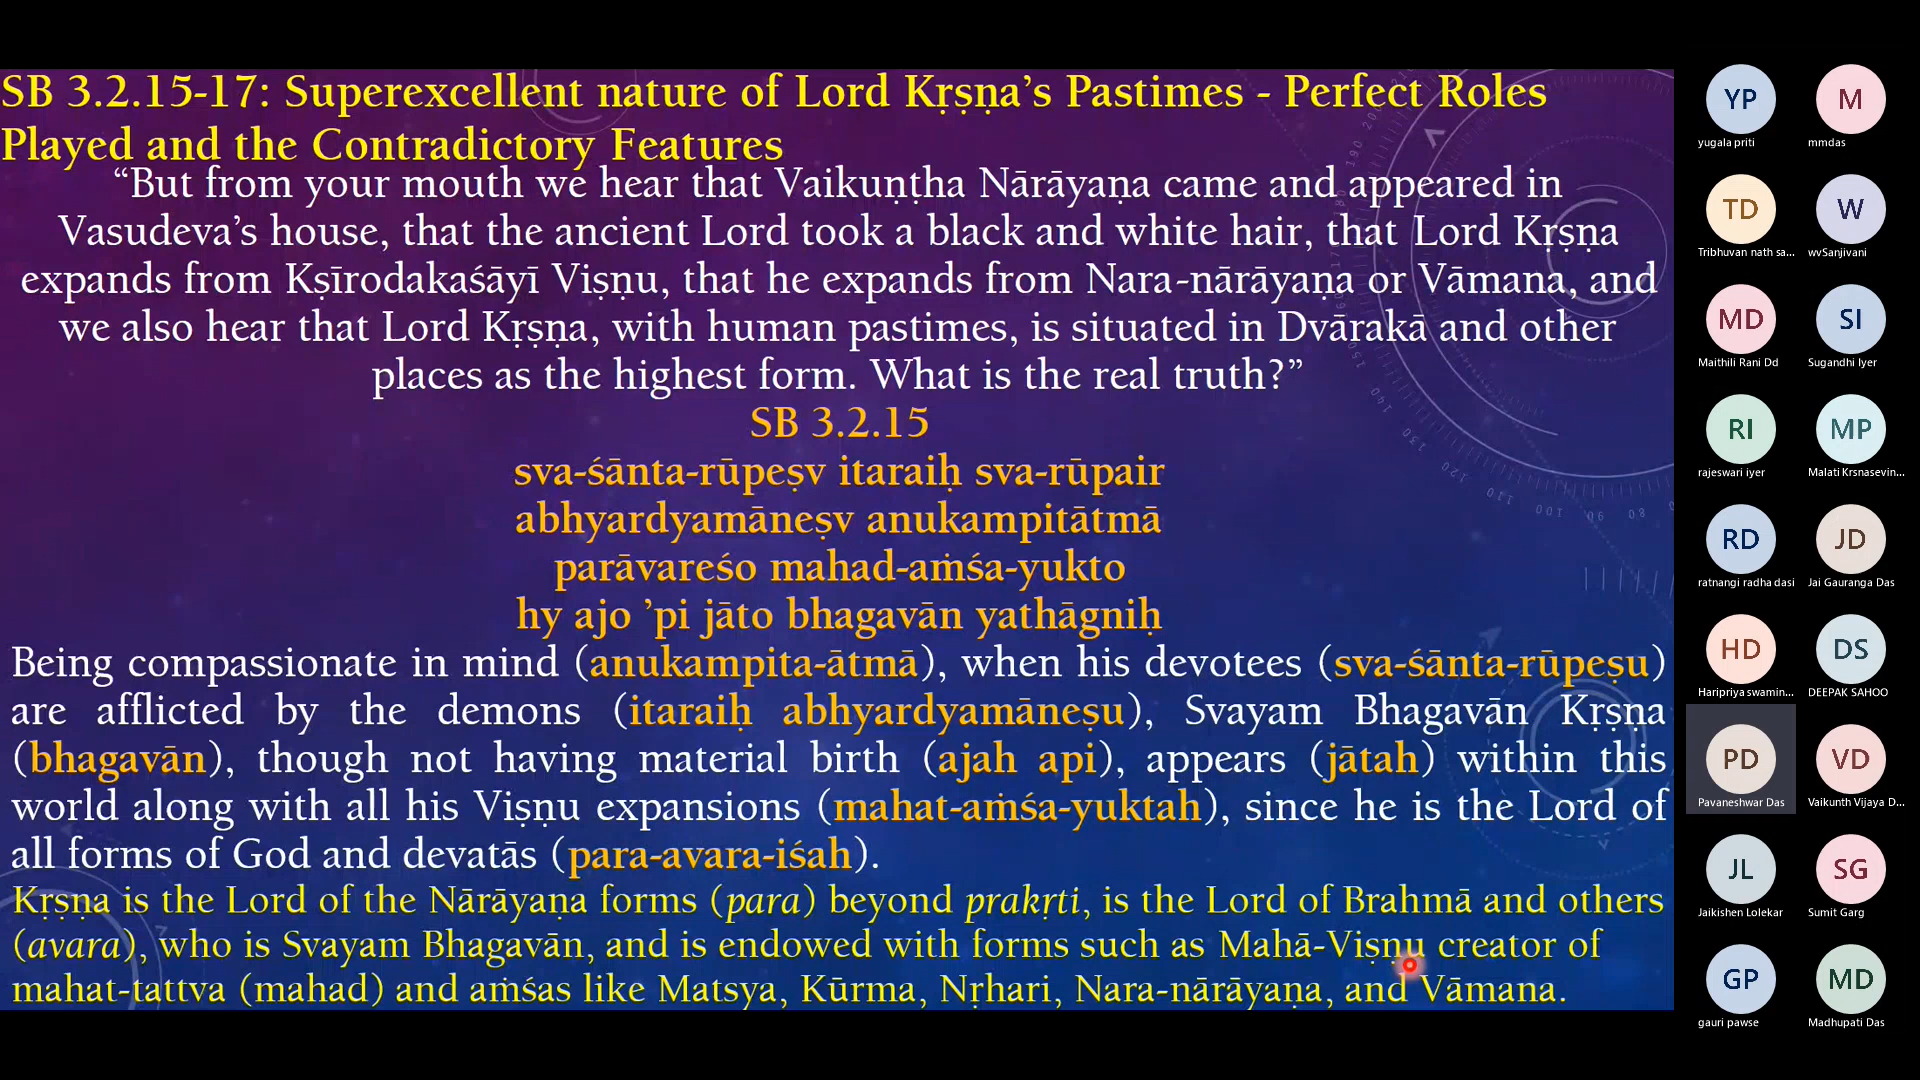 SB 3.2.15-17: Superexcellent nature of Lord Kṛṣṇa’s Pastimes - Perfect Roles
Played and the Contradictory Features
“But from your mouth we hear that Vaikuṇṭha Nārāyaṇa came and appeared in
Vasudeva’s house, that the ancient Lord took a black and white hair, that Lord Kṛṣṇa
expands from Kṣīrodakaśāyī Viṣṇu, that he expands from Nara-nārāyaṇa or Vāmana, and
we also hear that Lord Kṛṣṇa, with human pastimes, is situated in Dvārakā and other
places as the highest form. What is the real truth?”
SB 3.2.15
sva-śānta-rūpeṣv itaraiḥ sva-rūpair
abhyardyamāneṣv anukampitātmā
parāvareśo mahad-aṁśa-yukto
hy ajo ’pi jāto bhagavān yathāgniḥ
Being compassionate in mind (anukampita-ātmā), when his devotees (sva-śānta-rūpeṣu)
are afflicted by the demons (itaraiḥ abhyardyamāneṣu), Svayam Bhagavān Kṛṣṇa
(bhagavān), though not having material birth (ajah api), appears (jātah) within this
world along with all his Viṣṇu expansions (mahat-aṁśa-yuktah), since he is the Lord of
all forms of God and devatās (para-avara-iśah).
Kṛṣṇa is the Lord of the Nārāyaṇa forms (para) beyond prakṛti, is the Lord of Brahmā and others
(avara), who is Svayam Bhagavān, and is endowed with forms such as Mahā-Viṣṇu creator of
mahat-tattva (mahad) and aṁśas like Matsya, Kūrma, Nṛhari, Nara-nārāyaṇa, and Vāmana.
YP M
yugala priti mmdas
TD W
Tribhuvan nath sa... wvSanjivani
MD SI
Maithili Rani Dd Sugandhi Iyer
RI MP
rajeswari iyer Malati Krsnasevin...
RD JD
ratnangi radha dasi Jai Gauranga Das
HD DS
Haripriya swamin... DEEPAK SAHOO
PD VD
Pavaneshwar Das Vaikunth Vijaya D...
JL SG
Jaikishen Lolekar Sumit Garg
GP MD
gauri pawse Madhupati Das